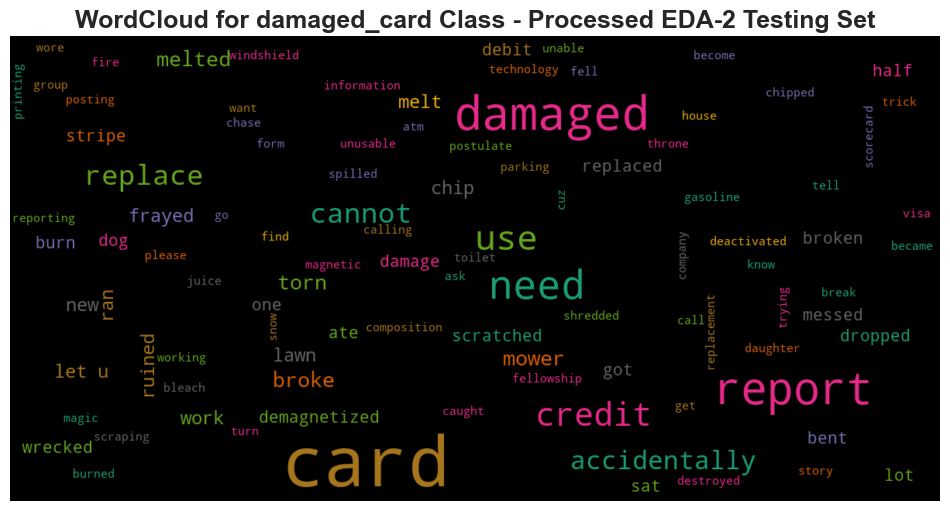 WordCloud for damaged_card Class - Processed EDA-2 Testing Set
wore
fire
melted
windshield
debit
unable
technology
fell
become
half
printing
group
posting
information
want
melt
damaged
chipped
trick
house
stripe
chase
form
atm
unusable
postulate
throne
scorecard
replace
spilled
chip
parking
replaced
tell
gasoline
cuz
reporting
frayed
go
cannot
calling
visa
burn
dog
find
use
company
deactivated
broken
became
please
magnetic
damage
toilet
ask
know
juice
torn
need
break
new
ran
one
snow
shredded
call
replacement
trying
messed
ate
composition
scratched
dropped
working
ruined
lawn
mower
daughter
let u
bleach
broke
fellowship
got
report
magic
work
demagnetized
caught
credit
get
scraping
turn
wrecked
card
bent
accidentally
burned
story
lot
sat
destroyed